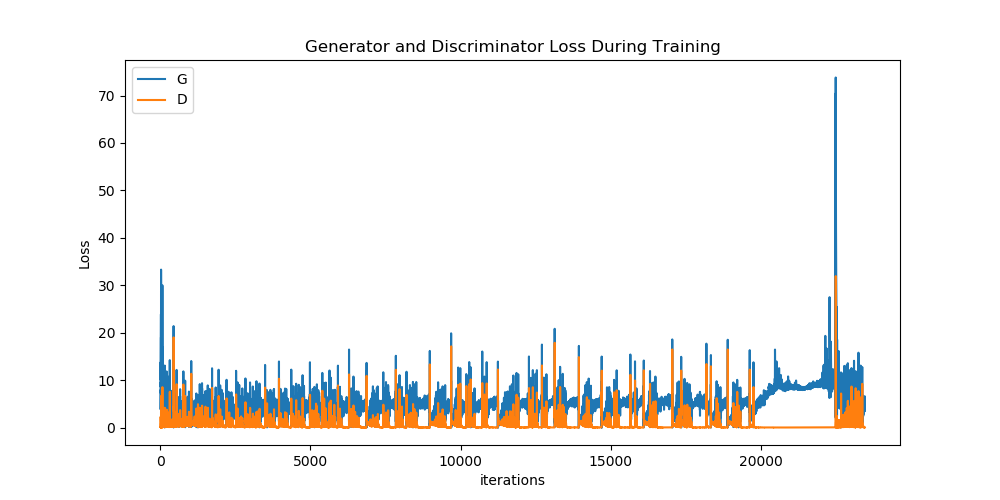 Generator and Discriminator Loss During Training
G
D
Loss
70
60
50
40
30
20
10
0
0 5000 10000 15000 20000
iterations